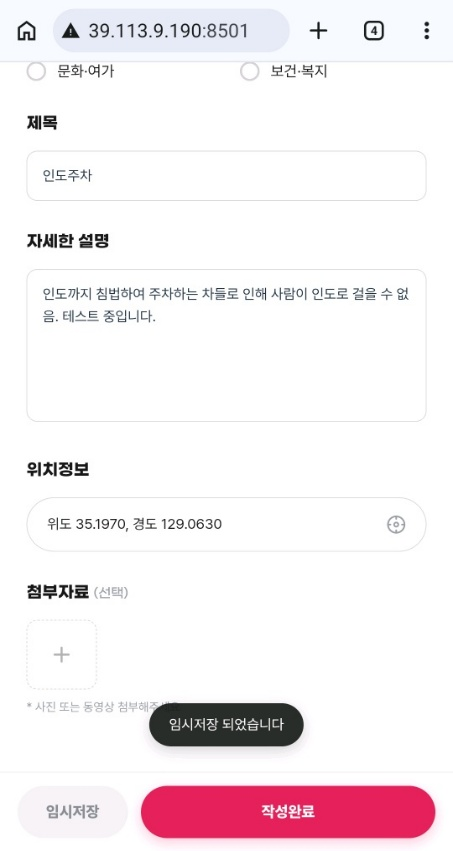 39.113.9.190:8501
4
문화·여가
보건·복지
제목
인도주차
자세한 설명
인도까지 침법하여 주차하는 차들로 인해 사람이 인도로 걸을 수 없
음. 테스트 중입니다.
위치정보
위도 35.1970, 경도 129.0630
첨부자료 (선택)
* 사진 또는 동영상 첨부해주세요
임시저장 되었습니다
임시저장
작성완료